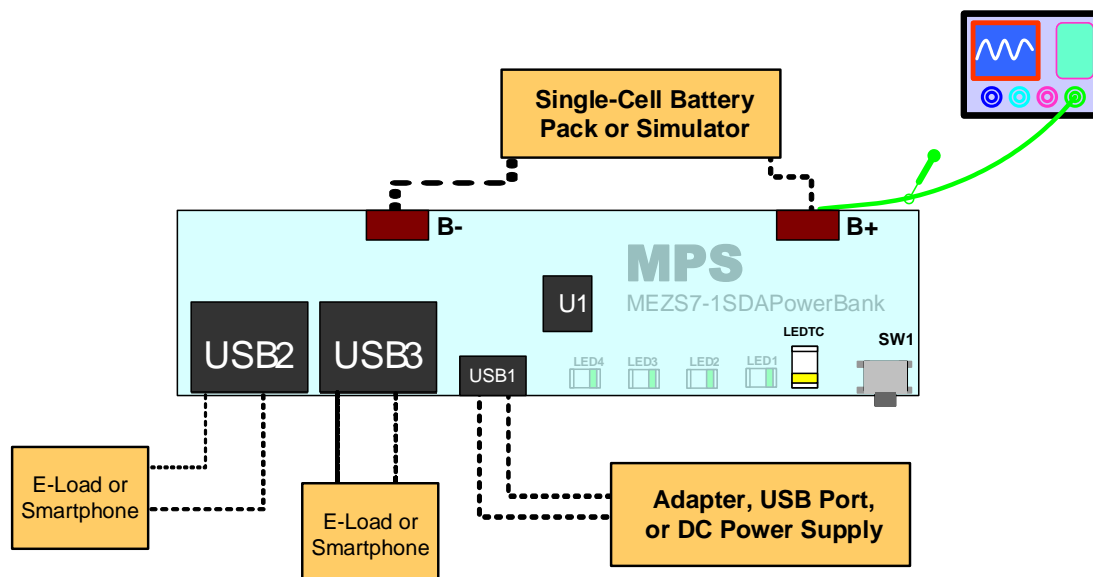 Single-Cell Battery
Pack or Simulator
B-
B+
MPS
MEZS7-1SDAPowerBank
U1
USB2
USB3
USB1
LED4
LED3
LED2
LED1
LEDTC
SW1
E-Load or
Smartphone
E-Load or
Smartphone
Adapter, USB Port,
or DC Power Supply